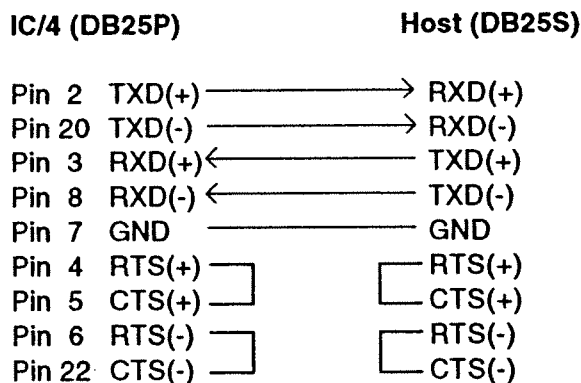 IC/4 (DB25P) Host (DB25S)
Pin 2 TXD(+) RXD(+)
Pin 20 TXD(-) RXD(-)
Pin 3 RXD(+) TXD(+)
Pin 8 RXD(-) TXD(-)
Pin 7 GND GND
Pin 4 RTS(+) RTS(+)
Pin 5 CTS(+) CTS(+)
Pin 6 RTS(-) RTS(-)
Pin 22 CTS(-) CTS(-)